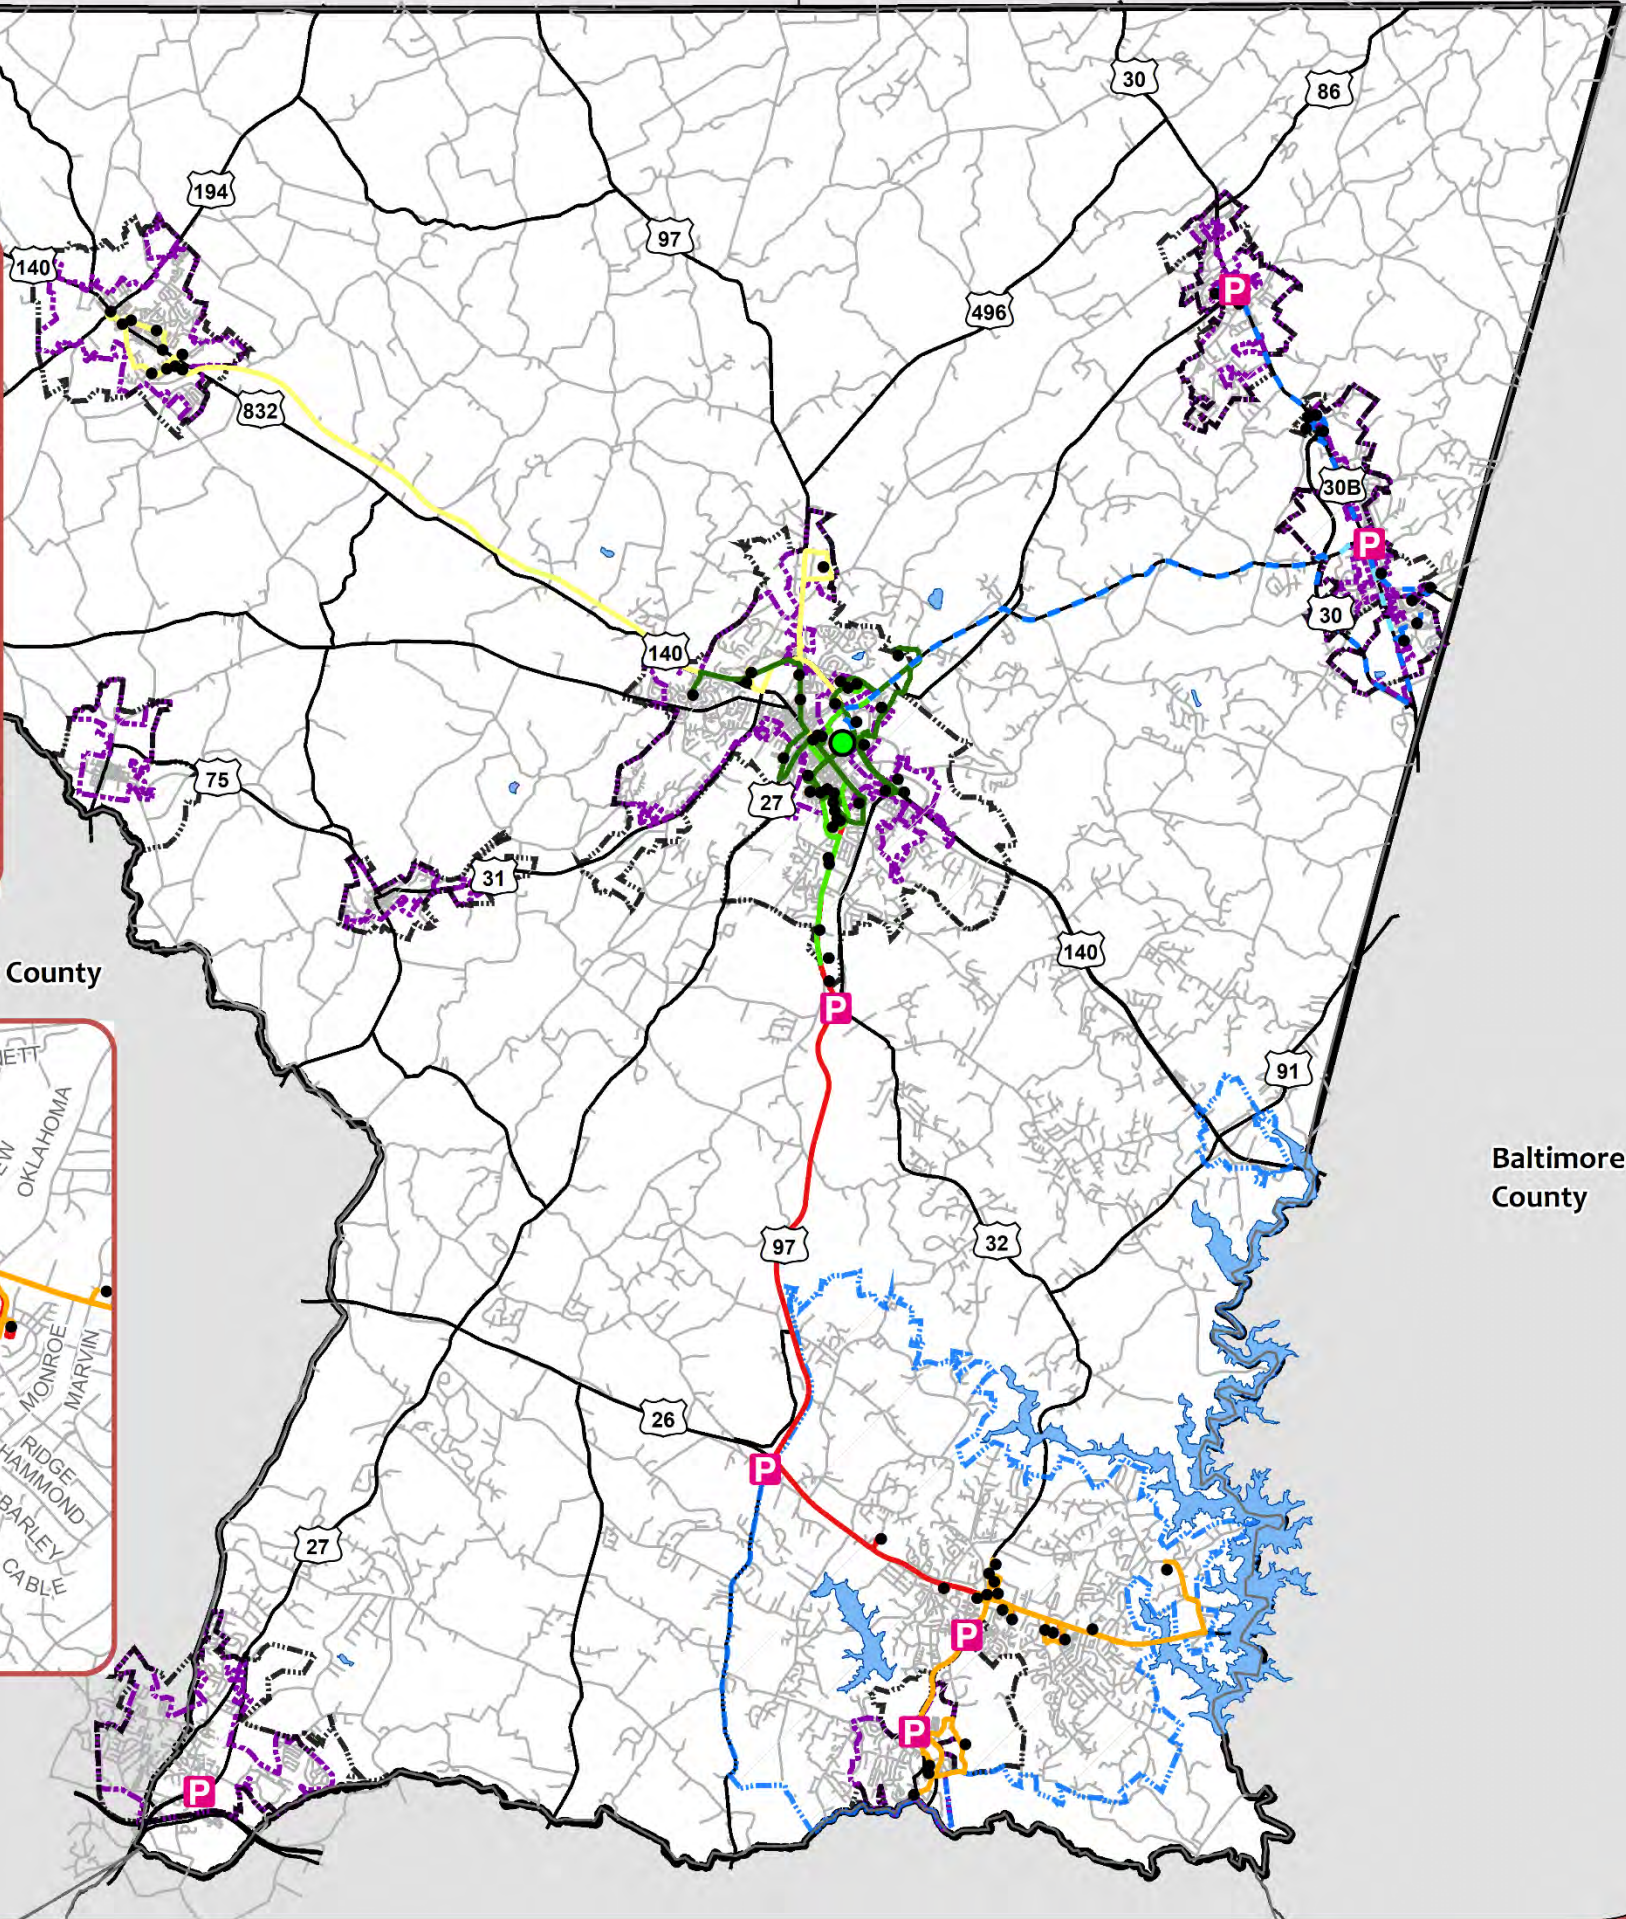 30
86
194
97
140
496
832
30B
30
140
75
27
31
140
County
91
OKLAHOMA
Baltimore
County
97
32
MONROE
MARVIN
26
RIDGE
HAMMOND
BARLEY
CABLE
27
P
P
P
P
P
P
P